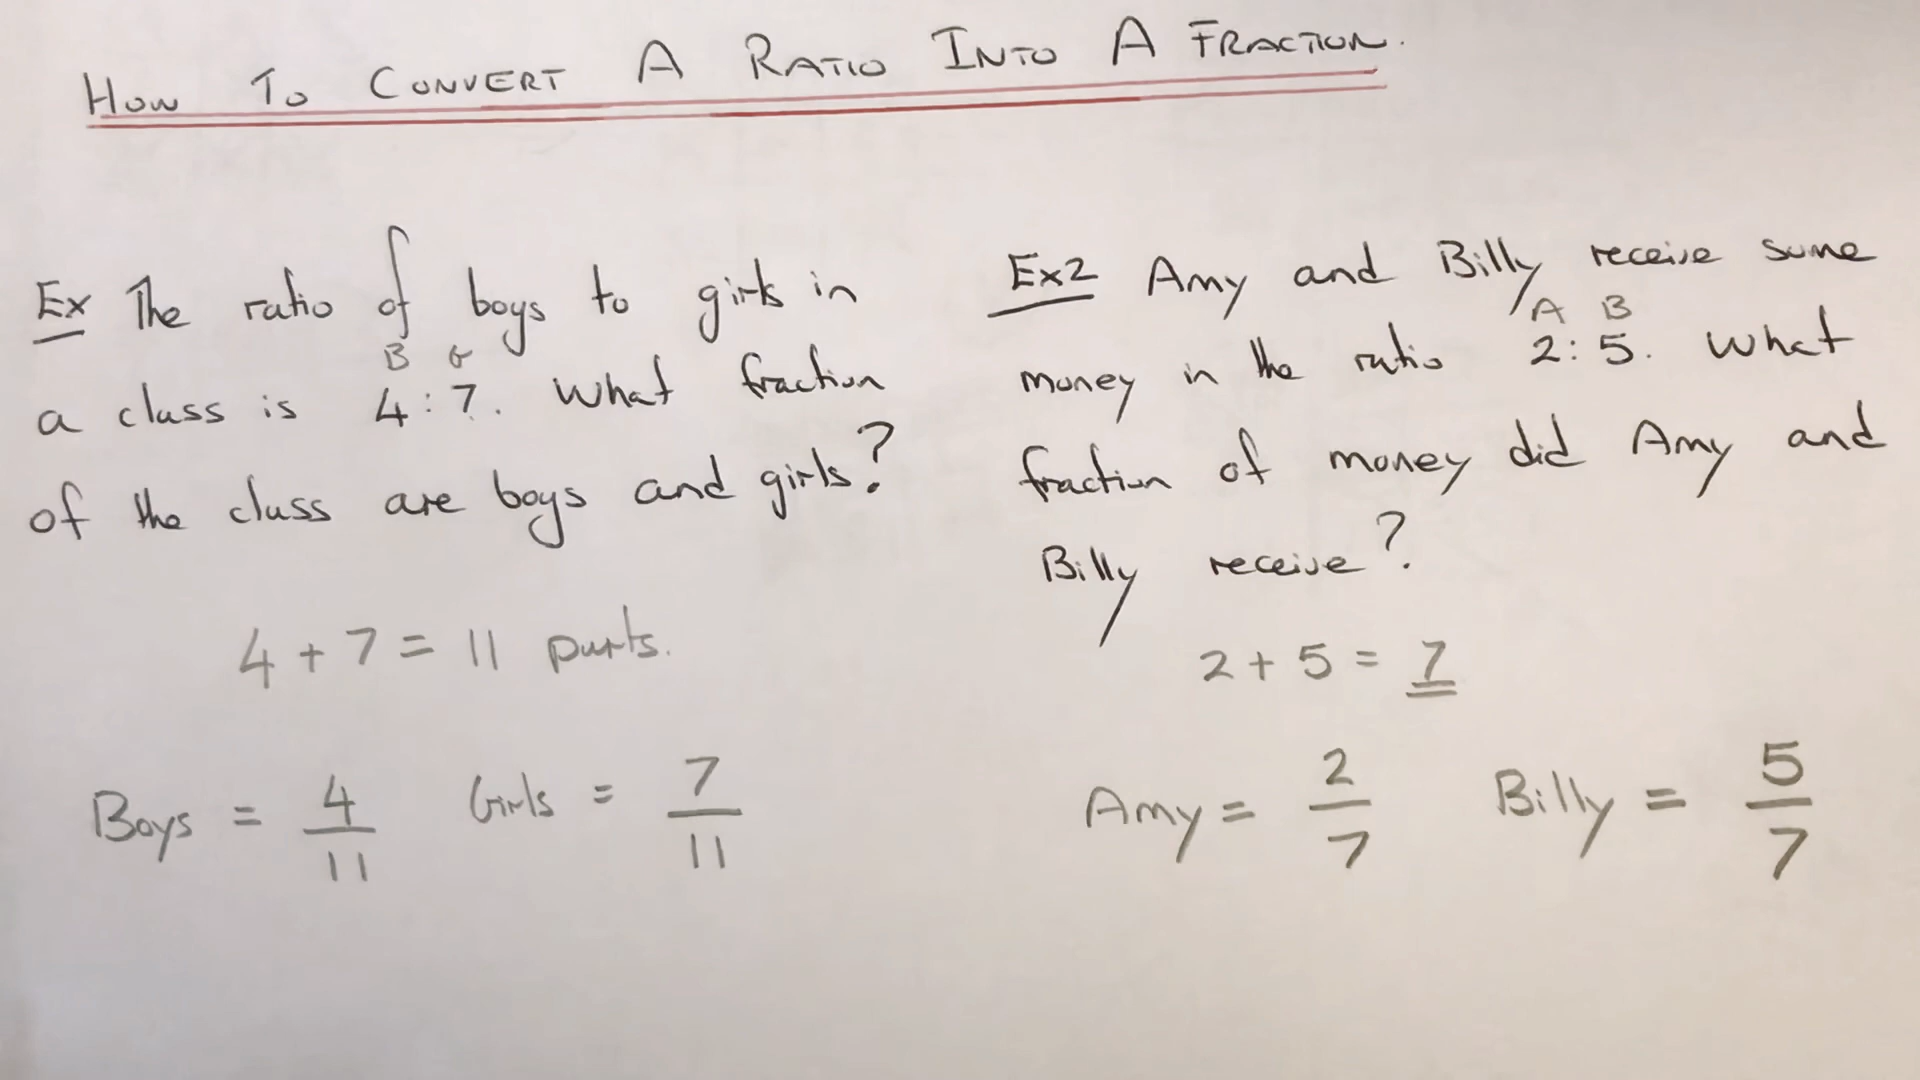 How To Convert A Ratio Into A Fraction.
Ex The ratio of boys to girls in
B G
a class is 4:7. What fraction
of the class are boys and girls?
4 + 7 = 11 parts.
Boys = 4/11 Girls = 7/11
Ex2 Amy and Billy receive some
A B
money in the ratio 2:5. What
fraction of money did Amy and
Billy receive?
2 + 5 = 7
Amy = 2/7 Billy = 5/7